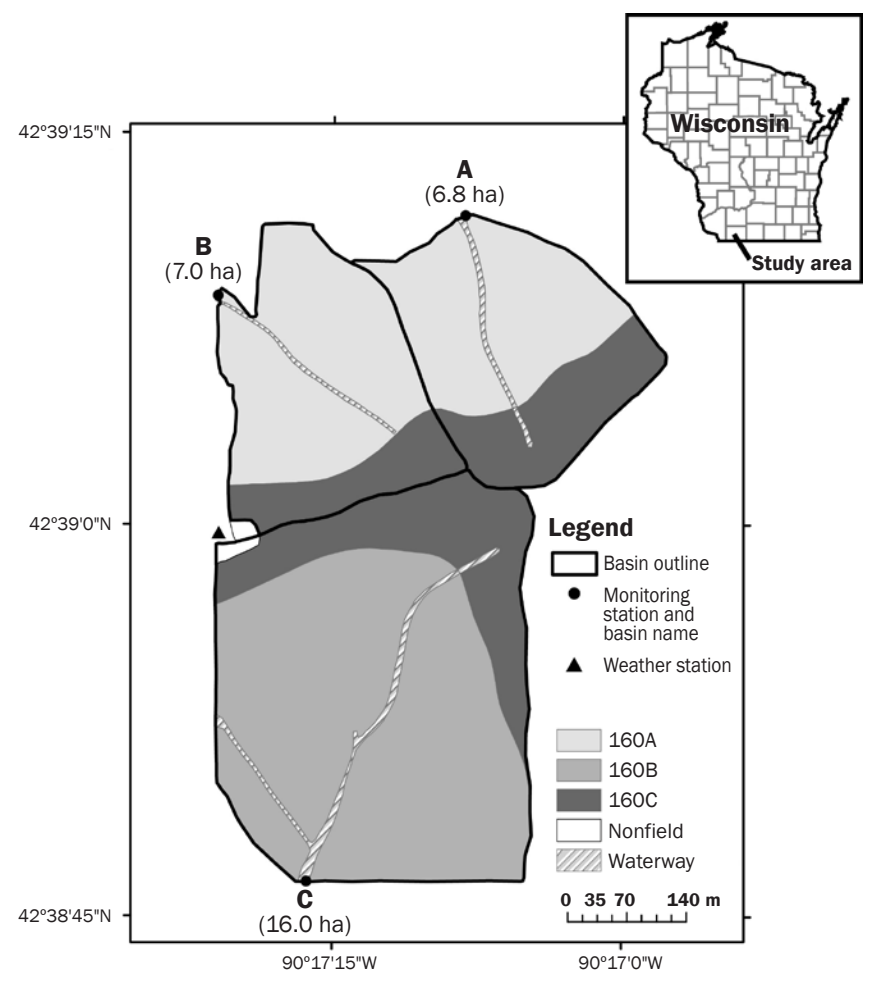 Wisconsin
Study area
42°39'15"N
A
(6.8 ha)
B
(7.0 ha)
42°39'0"N
Legend
Basin outline
Monitoring
station and
basin name
Weather station
160A
160B
160C
Nonfield
Waterway
0 35 70 140 m
C
(16.0 ha)
42°38'45"N
90°17'15"W
90°17'0"W